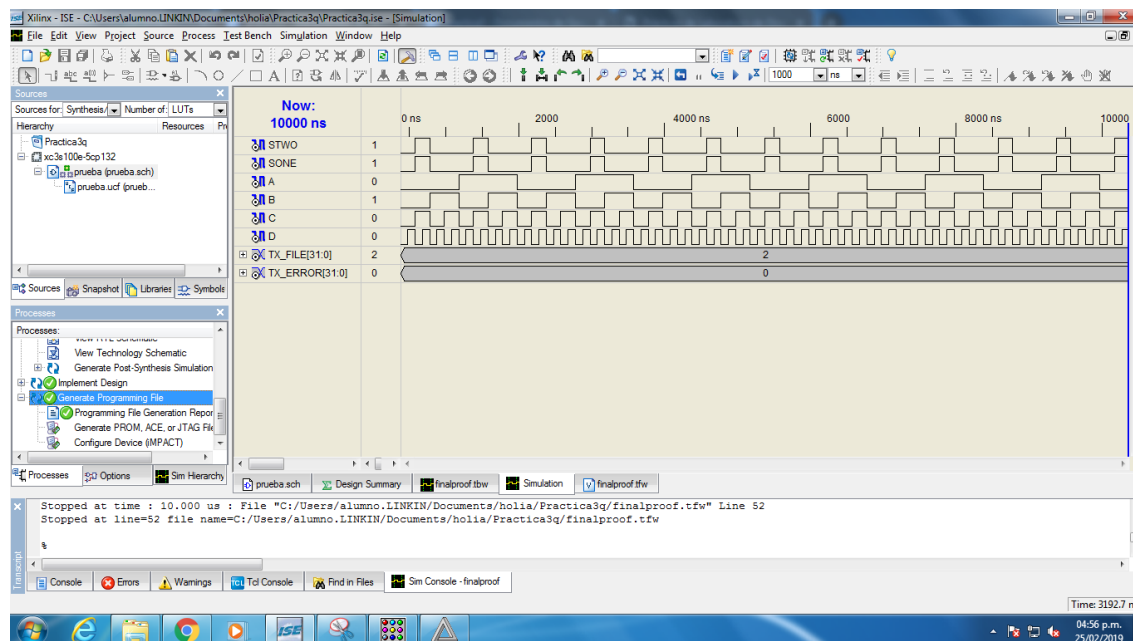 Xilinx - ISE - C:\Users\alumno.LINKIN\Documents\holia\Practica3q\Practica3q.ise - [Simulation]
File Edit View Project Source Process Test Bench Simulation Window Help
1000 ns
Sources
Sources for: Synthesis/ Number of: LUTs
Hierarchy Resources Pr
Practica3q
xc3s100e-5cp132
prueba (prueba.sch)
prueba.ucf (prueb...
Sources Snapshot Libraries Symbols
Processes
Processes:
View Technology Schematic
Generate Post-Synthesis Simulation
Implement Design
Generate Programming File
Programming File Generation Repor
Generate PROM, ACE, or JTAG File
Configure Device (iMPACT)
Processes Options Sim Hierarchy
Now:
10000 ns
0 ns 2000 4000 ns 6000 8000 ns 10000
STWO 1
SONE 1
A 0
B 1
C 0
D 0
TX_FILE[31:0] 2 2
TX_ERROR[31:0] 0 0
prueba.sch Design Summary finalproof.tbw Simulation finalproof.tfw
Stopped at time : 10.000 us : File "C:/Users/alumno.LINKIN/Documents/holia/Practica3q/finalproof.tfw" Line 52
Stopped at line=52 file name=C:/Users/alumno.LINKIN/Documents/holia/Practica3q/finalproof.tfw
%
Transcript
Console Errors Warnings Tcl Console Find in Files Sim Console - finalproof
Time: 3192.7 n
ISE
04:56 p.m.
25/02/2019